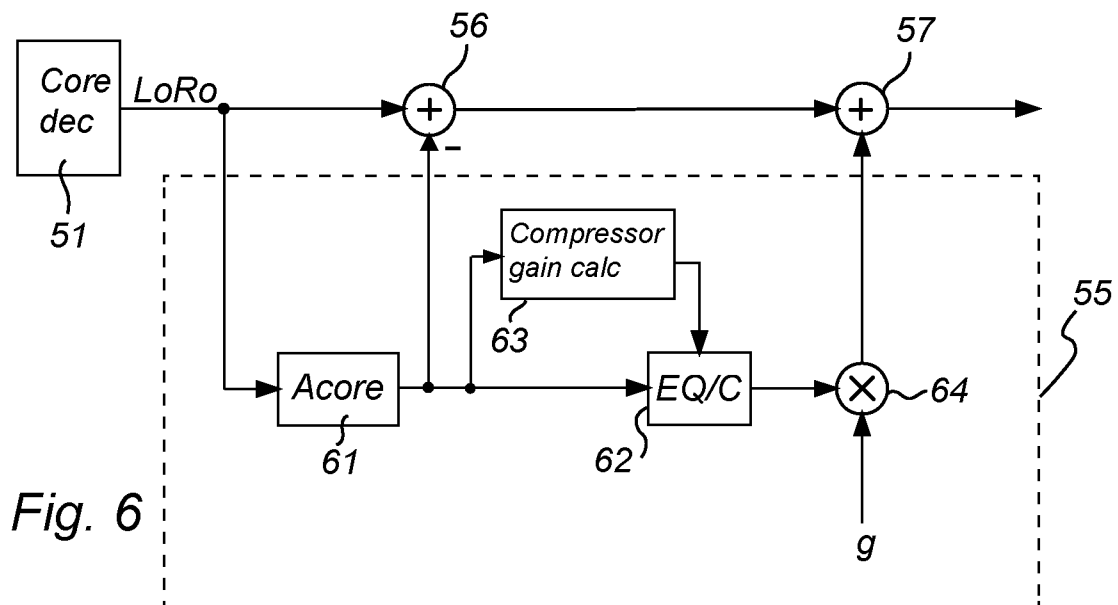 56
57
Core
dec
LoRo
+
+
-
51
Compressor
gain calc
55
63
Acore
EQ/C
×
64
61
62
Fig. 6
g